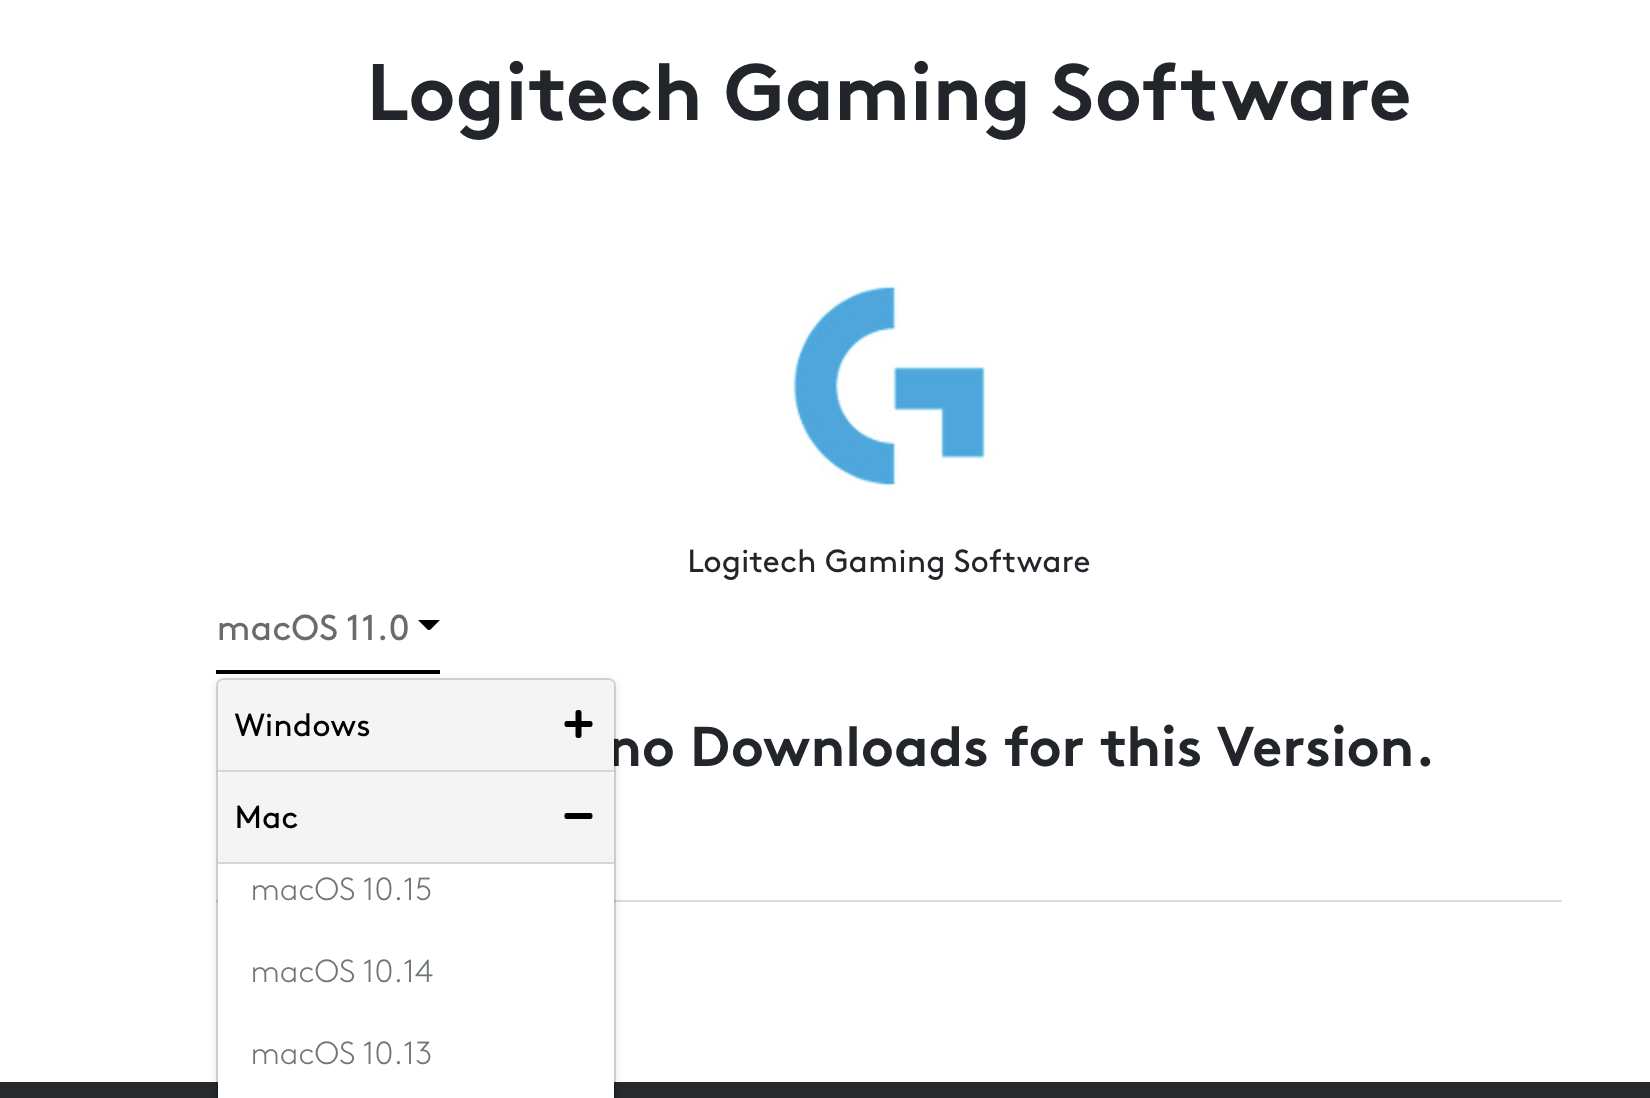 Logitech Gaming Software
Logitech Gaming Software
macOS 11.0
Windows
no Downloads for this Version.
Mac
macOS 10.15
macOS 10.14
macOS 10.13